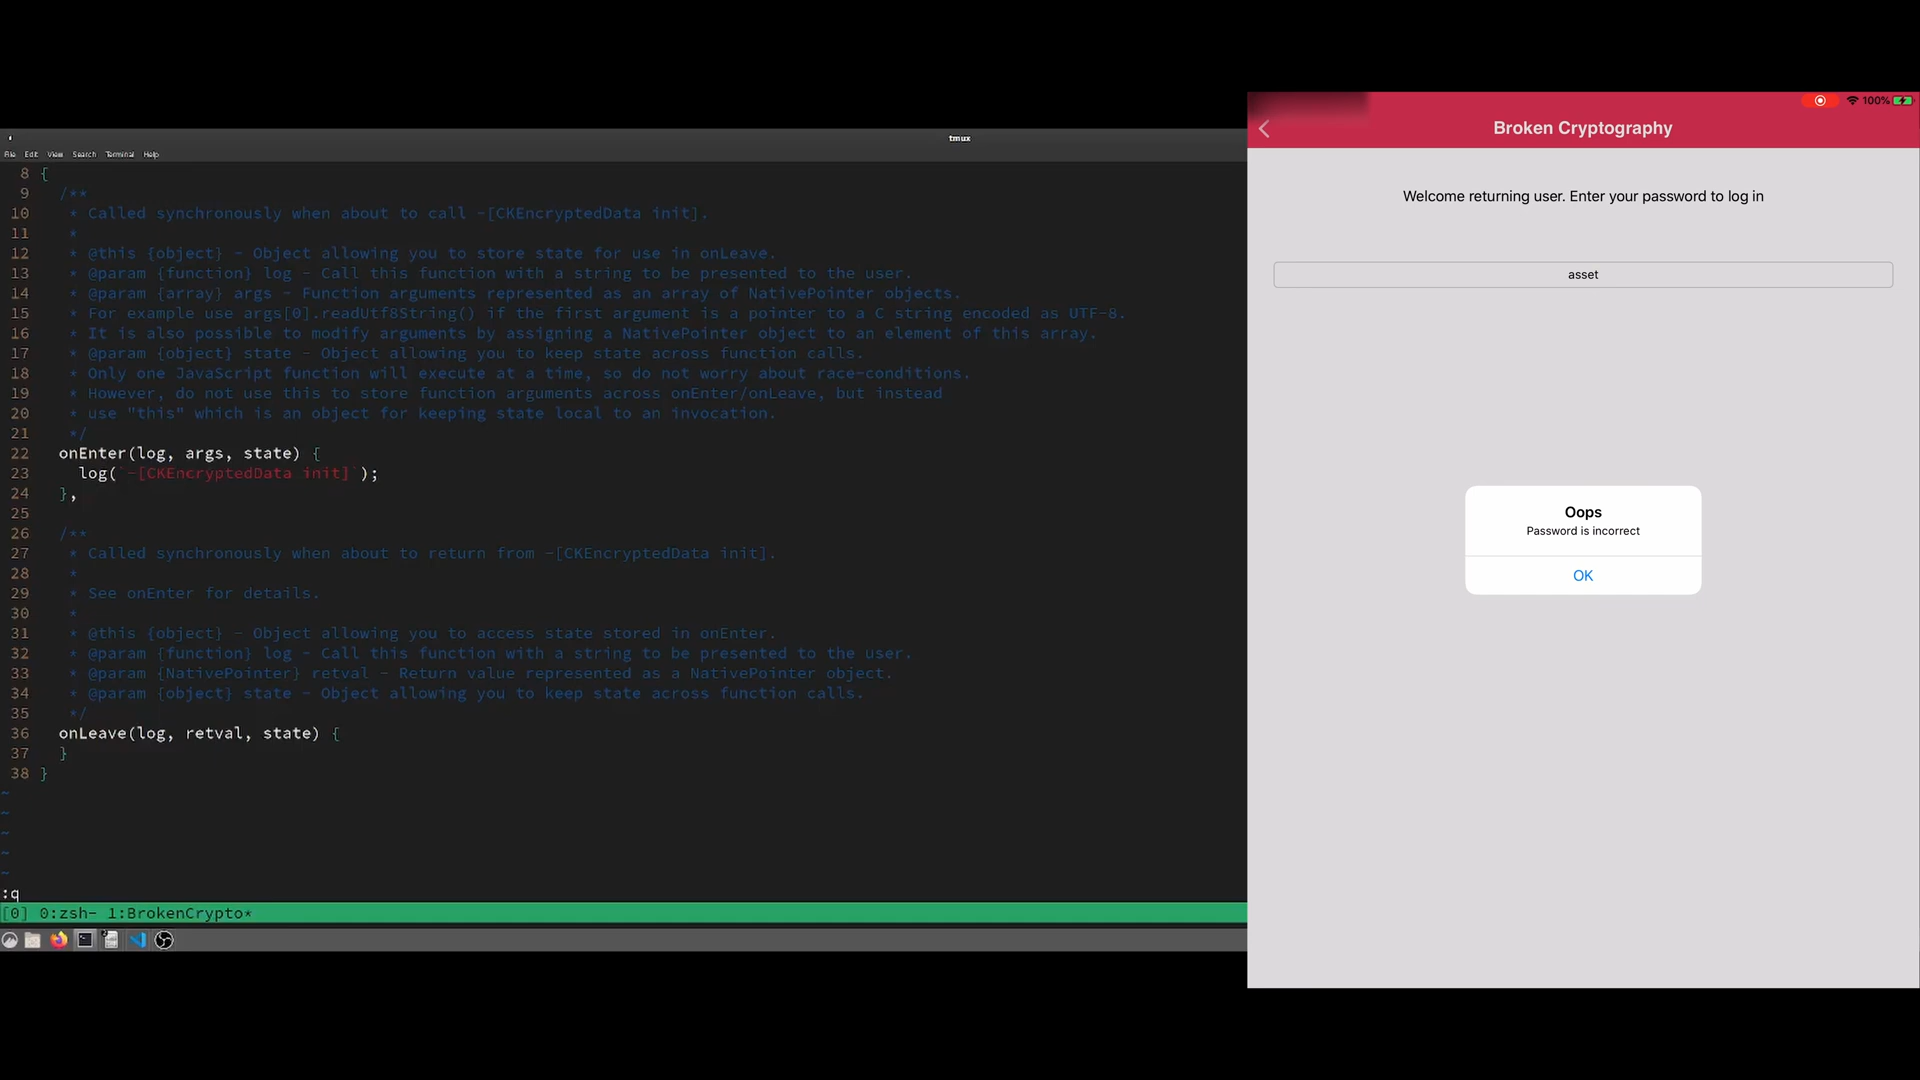 tmux
File Edit View Search Terminal Help
8 {
9 /**
10 * Called synchronously when about to call -[CKEncryptedData init].
11 *
12 * @this {object} - Object allowing you to store state for use in onLeave.
13 * @param {function} log - Call this function with a string to be presented to the user.
14 * @param {array} args - Function arguments represented as an array of NativePointer objects.
15 * For example use args[0].readUtf8String() if the first argument is a pointer to a C string encoded as UTF-8.
16 * It is also possible to modify arguments by assigning a NativePointer object to an element of this array.
17 * @param {object} state - Object allowing you to keep state across function calls.
18 * Only one JavaScript function will execute at a time, so do not worry about race-conditions.
19 * However, do not use this to store function arguments across onEnter/onLeave, but instead
20 * use "this" which is an object for keeping state local to an invocation.
21 */
22 onEnter(log, args, state) {
23 log(`-[CKEncryptedData init]`);
24 },
25
26 /**
27 * Called synchronously when about to return from -[CKEncryptedData init].
28 *
29 * See onEnter for details.
30 *
31 * @this {object} - Object allowing you to access state stored in onEnter.
32 * @param {function} log - Call this function with a string to be presented to the user.
33 * @param {NativePointer} retval - Return value represented as a NativePointer object.
34 * @param {object} state - Object allowing you to keep state across function calls.
35 */
36 onLeave(log, retval, state) {
37 }
38 }
~
~
~
~
~
:q
[0] 0:zsh- 1:BrokenCrypto*
100%
Broken Cryptography
Welcome returning user. Enter your password to log in
asset
Oops
Password is incorrect
OK